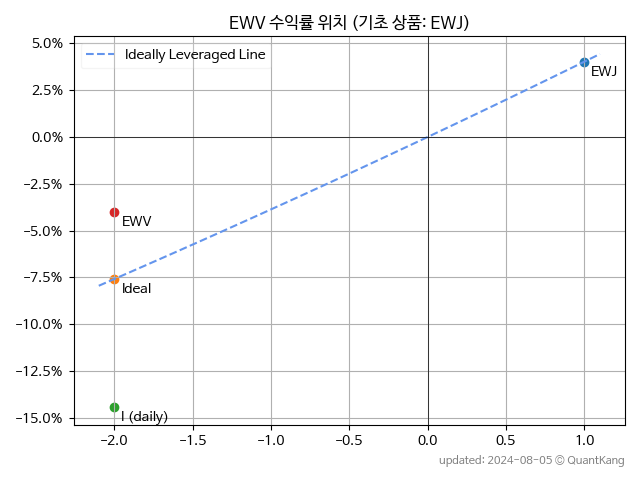 EWV 수익률 위치 (기초 상품: EWJ)
Ideally Leveraged Line
5.0%
2.5%
0.0%
−2.5%
−5.0%
−7.5%
−10.0%
−12.5%
−15.0%
EWJ
EWV
Ideal
I (daily)
−2.0 −1.5 −1.0 −0.5 0.0 0.5 1.0
updated: 2024-08-05 © QuantKang